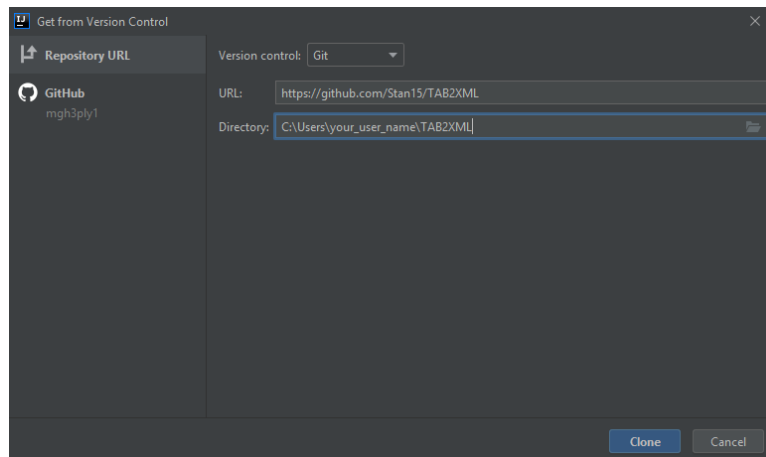 IJ Get from Version Control
Repository URL
GitHub
mgh3ply1
Version control: Git
URL: https://github.com/Stan15/TAB2XML
Directory: C:\Users\your_user_name\TAB2XML
Clone Cancel